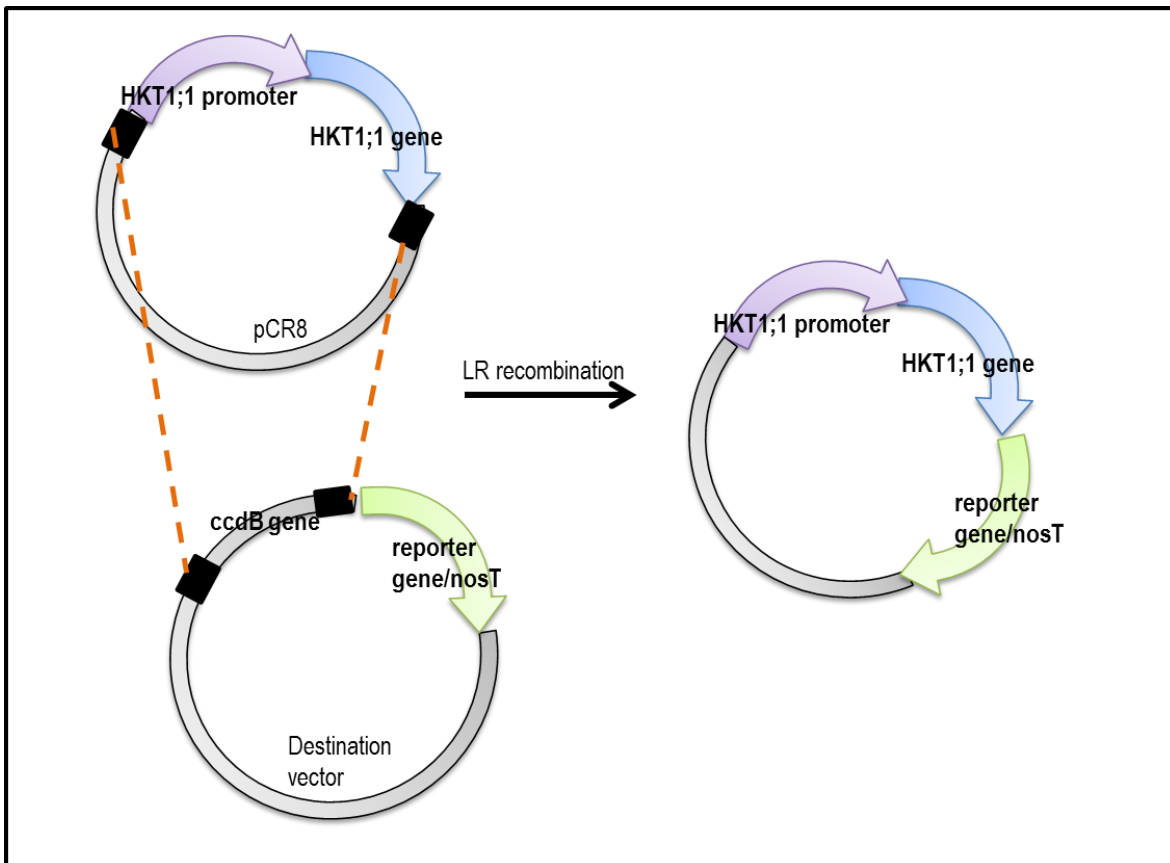 HKT1;1 promoter
HKT1;1 gene
pCR8
LR recombination
ccdB gene
reporter
gene/nosT
Destination
vector
HKT1;1 promoter
HKT1;1 gene
reporter
gene/nosT